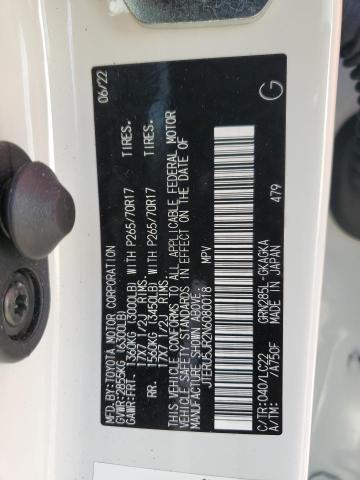 MFD.BY:TOYOTA MOTOR CORPORATION 06/22
GVWR:2855KG (6300LB)
GAWR:FRT. 1360KG (3000LB) WITH P265/70R17 TIRES.
17X7 1/2J RIMS
RR. 1560KG (3450LB) WITH P265/70R17 TIRES.
17X7 1/2J RIMS
THIS VEHICLE CONFORMS TO ALL APPLICABLE FEDERAL MOTOR
VEHICLE SAFETY STANDARDS IN EFFECT ON THE DATE OF
MANUFACTURE SHOWN ABOVE.
JTERU5JR2N6080018 MPV G
C/TR:040/LC22 GRN285L-GKAGKA
A/TM: /A750F MADE IN JAPAN 479